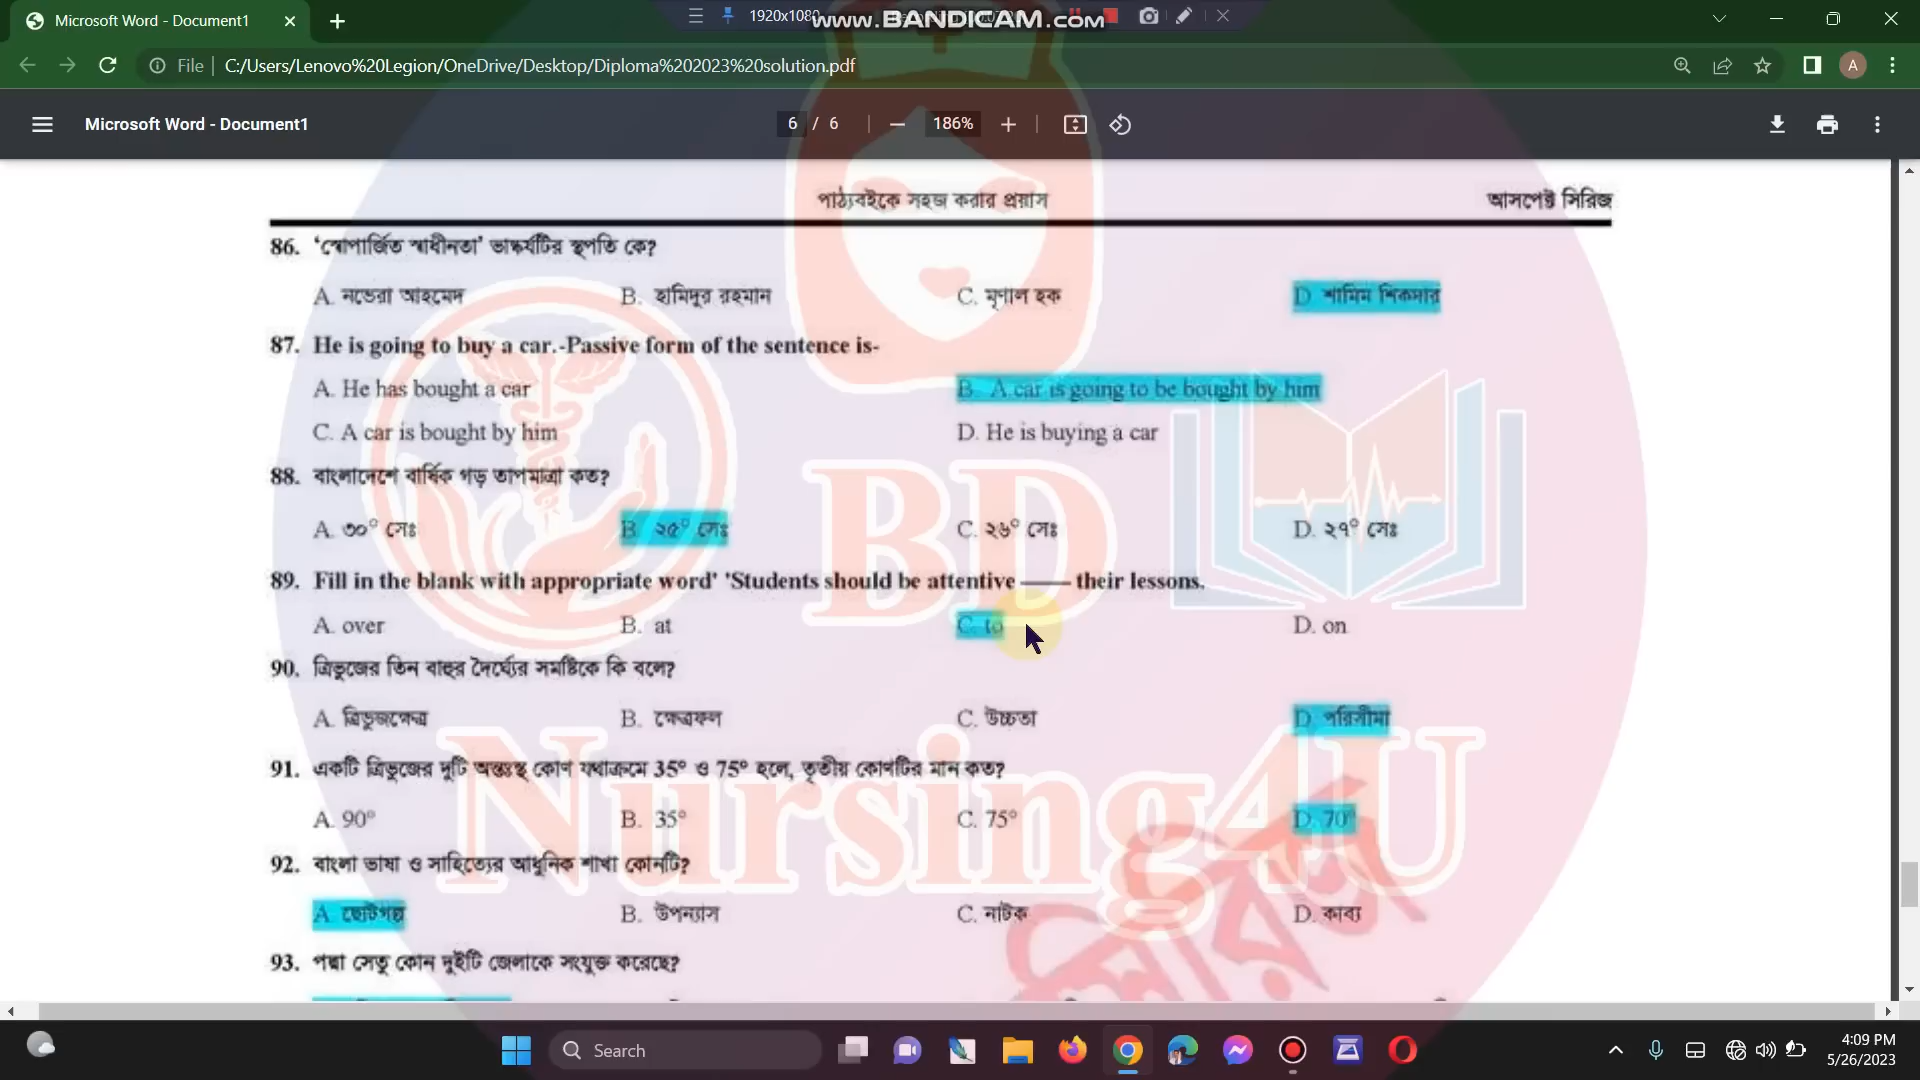 Microsoft Word - Document1
1920x1080
www.BANDICAM.com
File
C:/Users/Lenovo%20Legion/OneDrive/Desktop/Diploma%202023%20solution.pdf
A
Microsoft Word - Document1
6 / 6
186%
পাঠ্যবইকে সহজ করার প্রয়াস
আসপেক্ট সিরিজ
86. ‘স্বোপার্জিত স্বাধীনতা’ ভাস্কর্যটির স্থপতি কে?
A. নভেরা আহমেদ B. হামিদুর রহমান C. মৃণাল হক D. শামিম শিকদার
87. He is going to buy a car.-Passive form of the sentence is-
A. He has bought a car B. A car is going to be bought by him
C. A car is bought by him D. He is buying a car
88. বাংলাদেশে বার্ষিক গড় তাপমাত্রা কত?
A. ৩০° সেঃ B. ২৫° সেঃ C. ২৬° সেঃ D. ২৭° সেঃ
BD
89. Fill in the blank with appropriate word' 'Students should be attentive —— their lessons.
A. over B. at C. to D. on
90. ত্রিভুজের তিন বাহুর দৈর্ঘ্যের সমষ্টিকে কি বলে?
A. ত্রিভুজক্ষেত্র B. ক্ষেত্রফল C. উচ্চতা D. পরিসীমা
Nursing4U
91. একটি ত্রিভুজের দুটি অন্তঃস্থ কোণ যথাক্রমে 35° ও 75° হলে, তৃতীয় কোণটির মান কত?
A. 90° B. 35° C. 75° D. 70°
92. বাংলা ভাষা ও সাহিত্যের আধুনিক শাখা কোনটি?
A. ছোটগল্প B. উপন্যাস C. নাটক D. কাব্য
93. পদ্মা সেতু কোন দুইটি জেলাকে সংযুক্ত করেছে?
Search
4:09 PM
5/26/2023